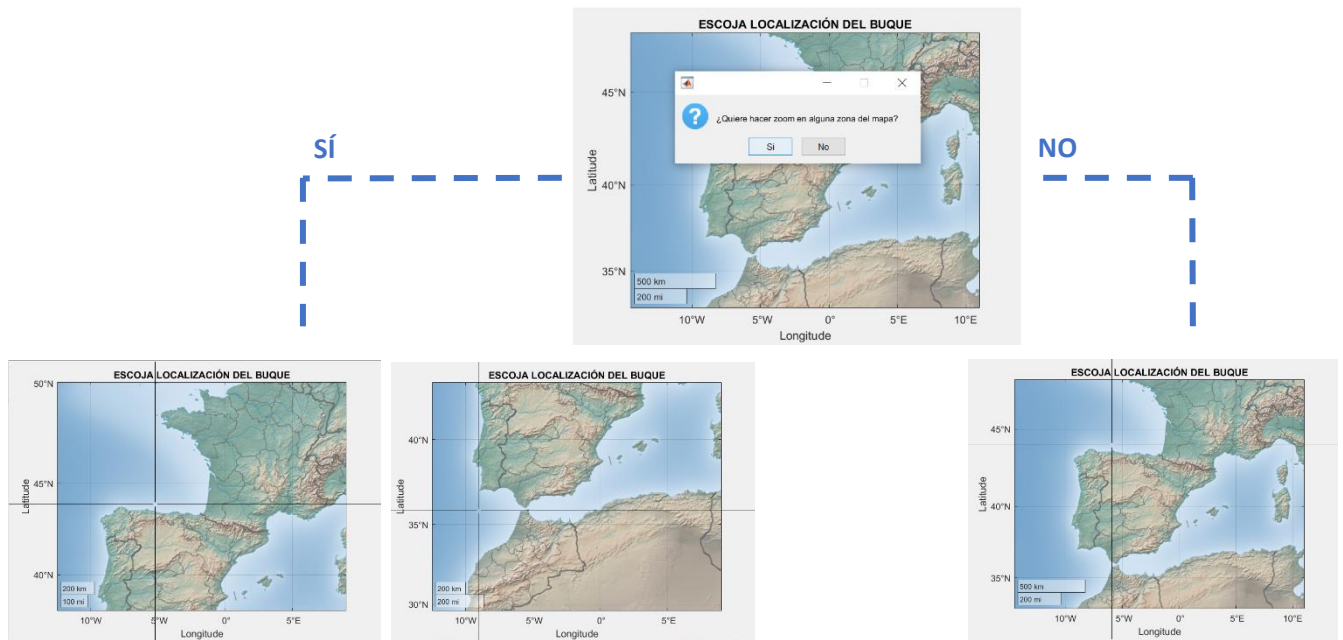 ESCOJA LOCALIZACIÓN DEL BUQUE
45°N
40°N
35°N
Latitude
¿Quiere hacer zoom en alguna zona del mapa?
Si No
500 km
200 mi
10°W 5°W 0° 5°E 10°E
Longitude
SÍ
NO
ESCOJA LOCALIZACIÓN DEL BUQUE
50°N
45°N
40°N
Latitude
200 km
100 mi
10°W 5°W 0° 5°E
Longitude
ESCOJA LOCALIZACIÓN DEL BUQUE
40°N
35°N
30°N
Latitude
200 km
200 mi
10°W 5°W 0° 5°E
Longitude
ESCOJA LOCALIZACIÓN DEL BUQUE
45°N
40°N
35°N
Latitude
500 km
200 mi
10°W 5°W 0° 5°E 10°E
Longitude